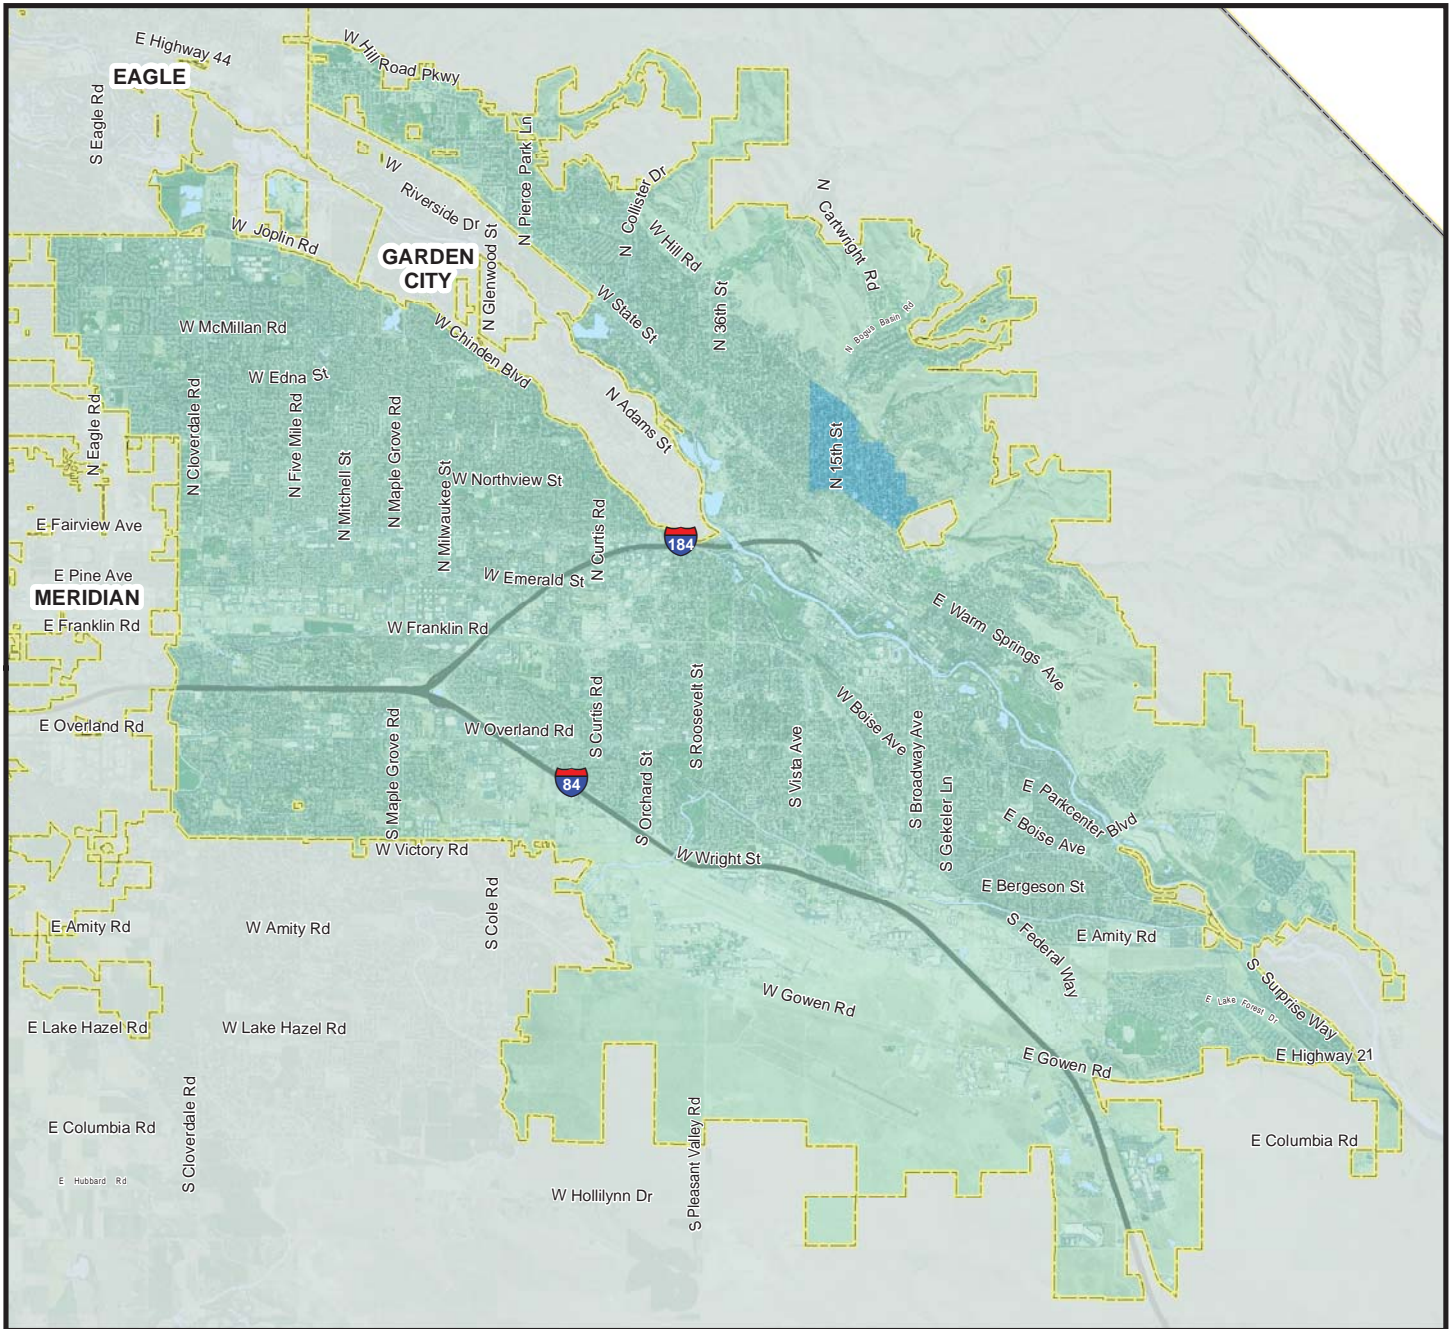 E Highway 44
W Hill Road Pkwy
EAGLE
S Eagle Rd
N Pierce Park Ln
W Riverside Dr
N Collister Dr
N Cartwright Rd
W Joplin Rd
W Hill Rd
GARDEN
CITY
N Glenwood St
W State St
N 36th St
N Bogus Basin Rd
W McMillan Rd
W Chinden Blvd
W Edna St
N Adams St
N Eagle Rd
N Cloverdale Rd
N Five Mile Rd
N Mitchell St
N Maple Grove Rd
N Milwaukee St
W Northview St
N 15th St
N Curtis Rd
E Fairview Ave
184
E Pine Ave
W Emerald St
MERIDIAN
E Franklin Rd
W Franklin Rd
E Warm Springs Ave
E Overland Rd
S Maple Grove Rd
W Overland Rd
S Curtis Rd
S Roosevelt St
S Orchard St
S Vista Ave
W Boise Ave
S Broadway Ave
S Gekeler Ln
84
E Parkcenter Blvd
E Boise Ave
W Victory Rd
W Wright St
E Bergeson St
S Cole Rd
E Amity Rd
W Amity Rd
S Federal Way
E Amity Rd
W Gowen Rd
S Surprise Way
E Lake Forest Dr
E Lake Hazel Rd
W Lake Hazel Rd
E Gowen Rd
E Highway 21
S Cloverdale Rd
E Columbia Rd
S Pleasant Valley Rd
E Columbia Rd
E Hubbard Rd
W Hollilynn Dr